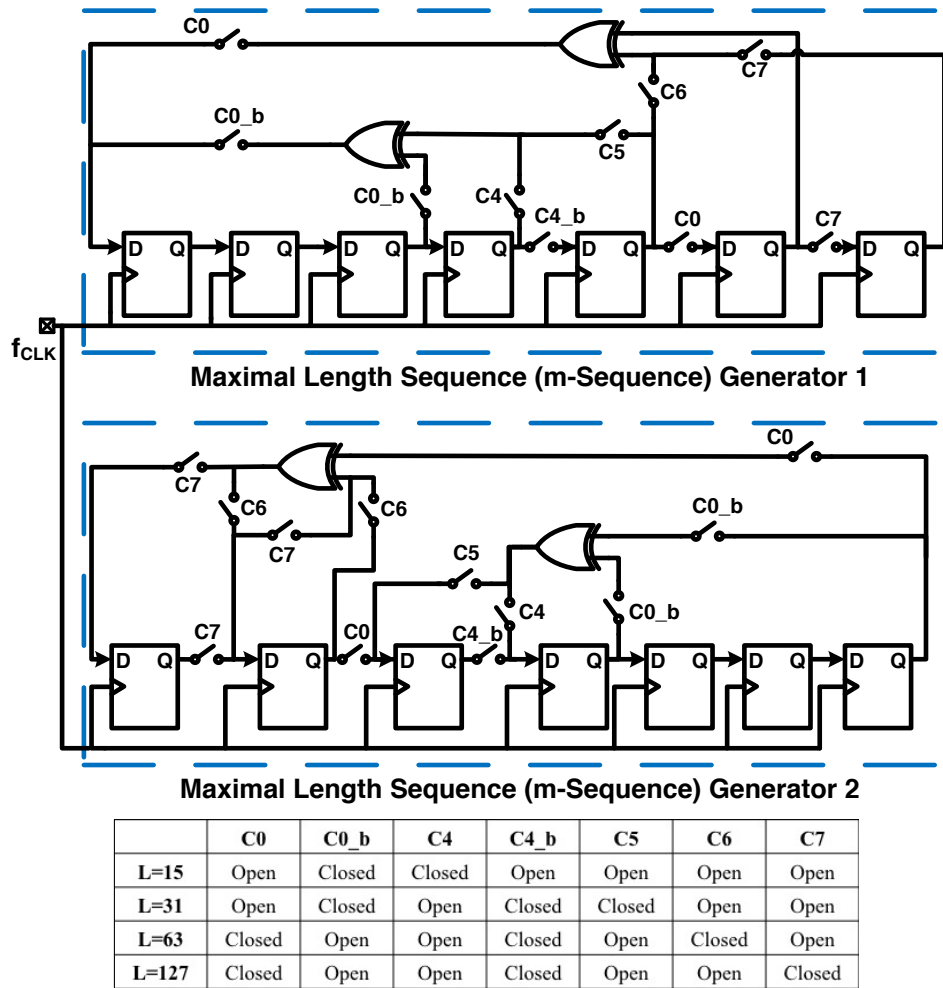 C0
C7
C6
C0_b
C5
C0_b
C4
C4_b
C0
C7
D Q D Q D Q D Q D Q D Q D Q
fCLK
Maximal Length Sequence (m-Sequence) Generator 1
C0
C7
C6
C6
C7
C0_b
C5
C4
C0_b
C7
C0
C4_b
D Q D Q D Q D Q D Q D Q D Q
Maximal Length Sequence (m-Sequence) Generator 2
C0 C0_b C4 C4_b C5 C6 C7
L=15 Open Closed Closed Open Open Open Open
L=31 Open Closed Open Closed Closed Open Open
L=63 Closed Open Open Closed Open Closed Open
L=127 Closed Open Open Closed Open Open Closed